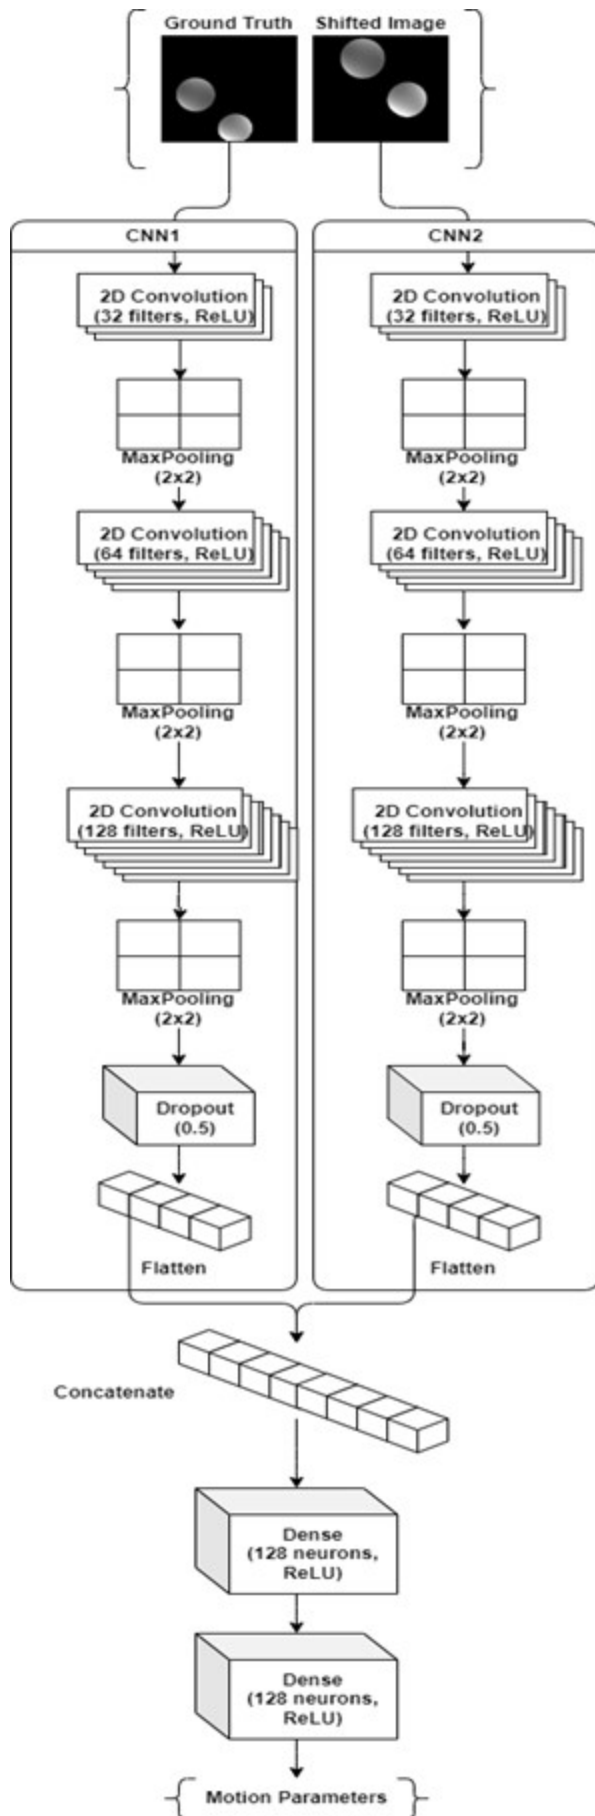 Ground Truth
Shifted Image
CNN1
2D Convolution
(32 filters, ReLU)
MaxPooling
(2x2)
2D Convolution
(64 filters, ReLU)
MaxPooling
(2x2)
2D Convolution
(128 filters, ReLU)
MaxPooling
(2x2)
Dropout
(0.5)
Flatten
CNN2
2D Convolution
(32 filters, ReLU)
MaxPooling
(2x2)
2D Convolution
(64 filters, ReLU)
MaxPooling
(2x2)
2D Convolution
(128 filters, ReLU)
MaxPooling
(2x2)
Dropout
(0.5)
Flatten
Concatenate
Dense
(128 neurons,
ReLU)
Dense
(128 neurons,
ReLU)
Motion Parameters